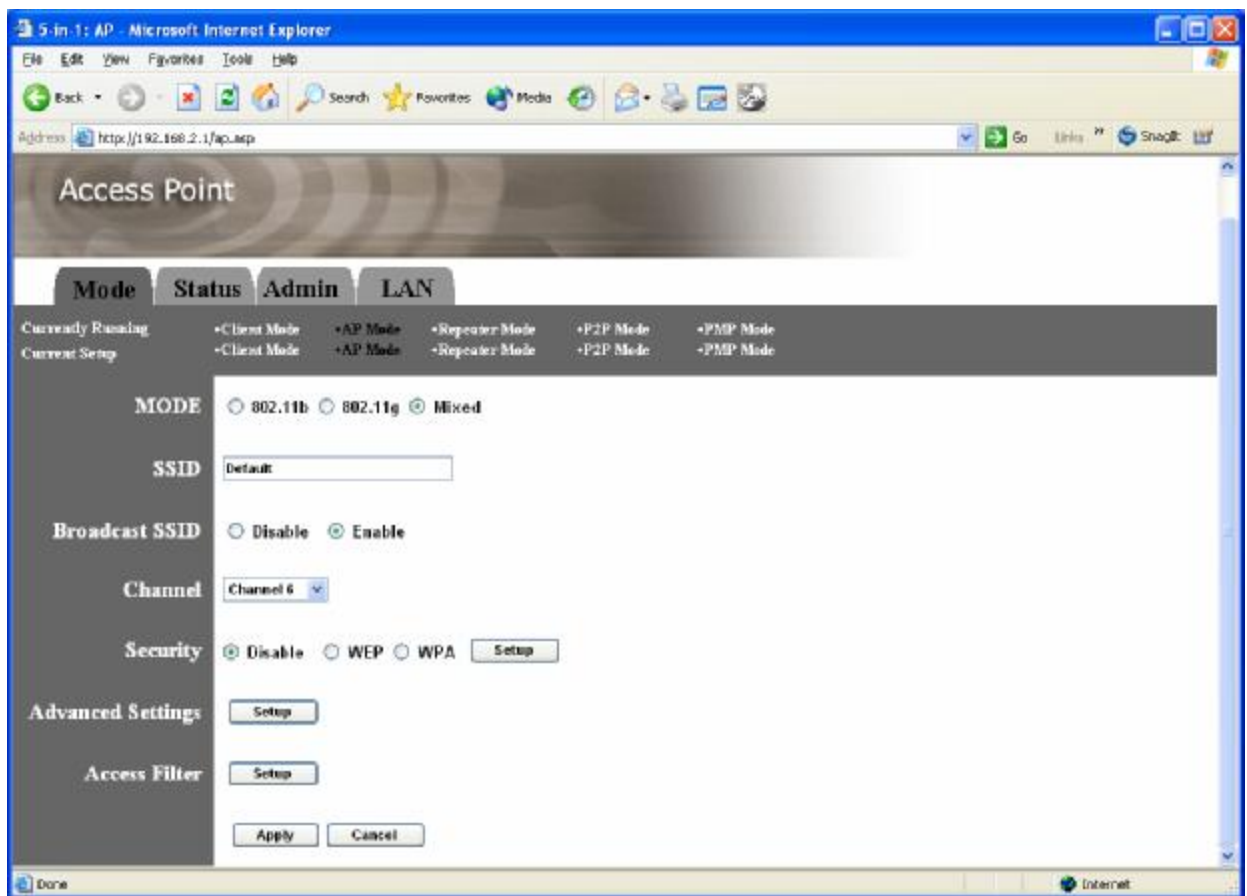 5-in-1: AP - Microsoft Internet Explorer
File Edit View Favorites Tools Help
Back Search Favorites Media
Address http://192.168.2.1/ap.asp Go Links » SnagIt
Access Point
Mode Status Admin LAN
Currently Running •Client Mode •AP Mode •Repeater Mode •P2P Mode •PMP Mode
Current Setup •Client Mode •AP Mode •Repeater Mode •P2P Mode •PMP Mode
MODE 802.11b 802.11g Mixed
SSID Default
Broadcast SSID Disable Enable
Channel Channel 6
Security Disable WEP WPA Setup
Advanced Settings Setup
Access Filter Setup
Apply Cancel
Done Internet